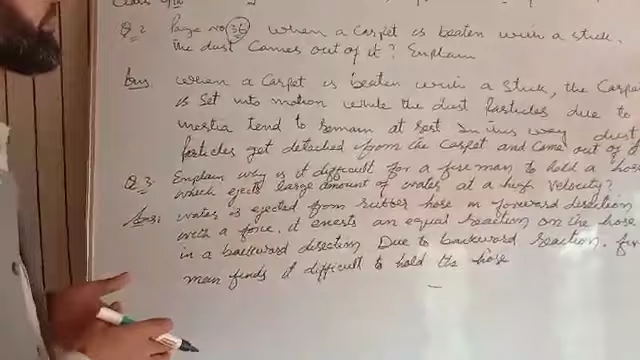 Q.2 Page no 36 when a Carpet is beaten with a stick.
the dust Comes out of it? Explain
Ans when a Carpet is beaten with a stick, the Carpet
is set into motion while the dust Particles due to
inertia tend to remain at rest In this way dust
Particles get detached from the Carpet and Come out of
Q.3 Explain why is it difficult for a fireman to hold a hose
which ejects large amount of water at a high velocity?
Ans: water is ejected from rubber hose in forward direction
with a force. it exerts an equal reaction on the hose
in a backward direction Due to backward reaction. fire
man finds it difficult to hold the hose